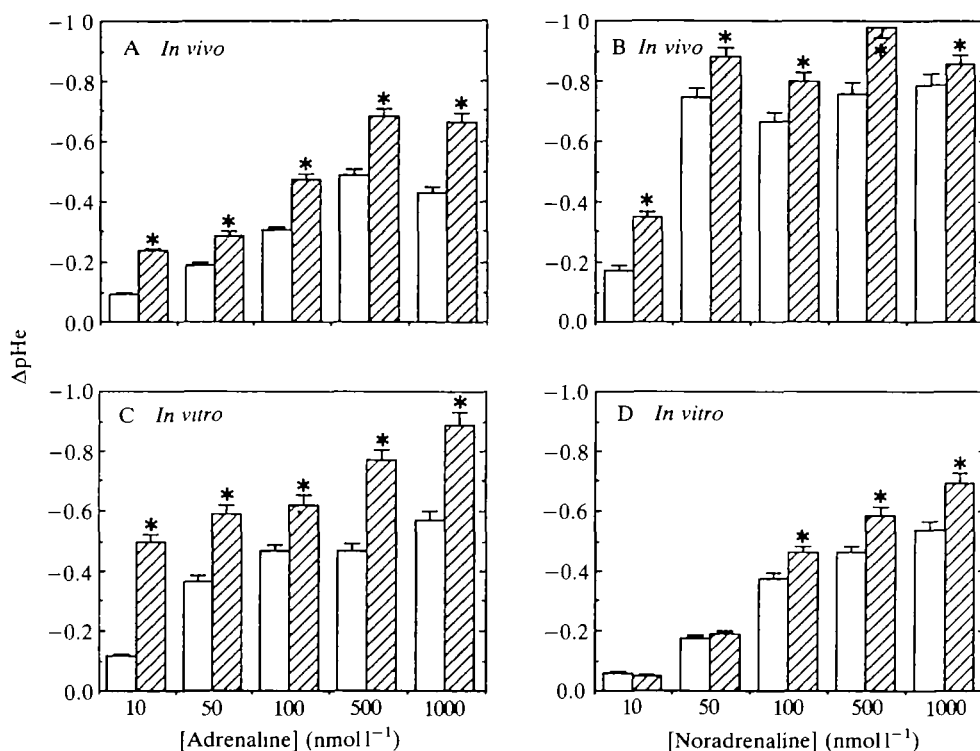 A In vivo
B In vivo
−1 0
−0.8
−0.6
−0.4
−0.2
0.0
−1 0
−0.8
−0.6
−0.4
−0.2
0.0
* * * * *
* * * * *
ΔpHe
C In vitro
D In vitro
−1.0
−0.8
−0.6
−0.4
−0.2
0.0
−1.0
−0.8
−0.6
−0.4
−0.2
0.0
* * * * *
* * *
10 50 100 500 1000
10 50 100 500 1000
[Adrenaline] (nmol l⁻¹)
[Noradrenaline] (nmol l⁻¹)